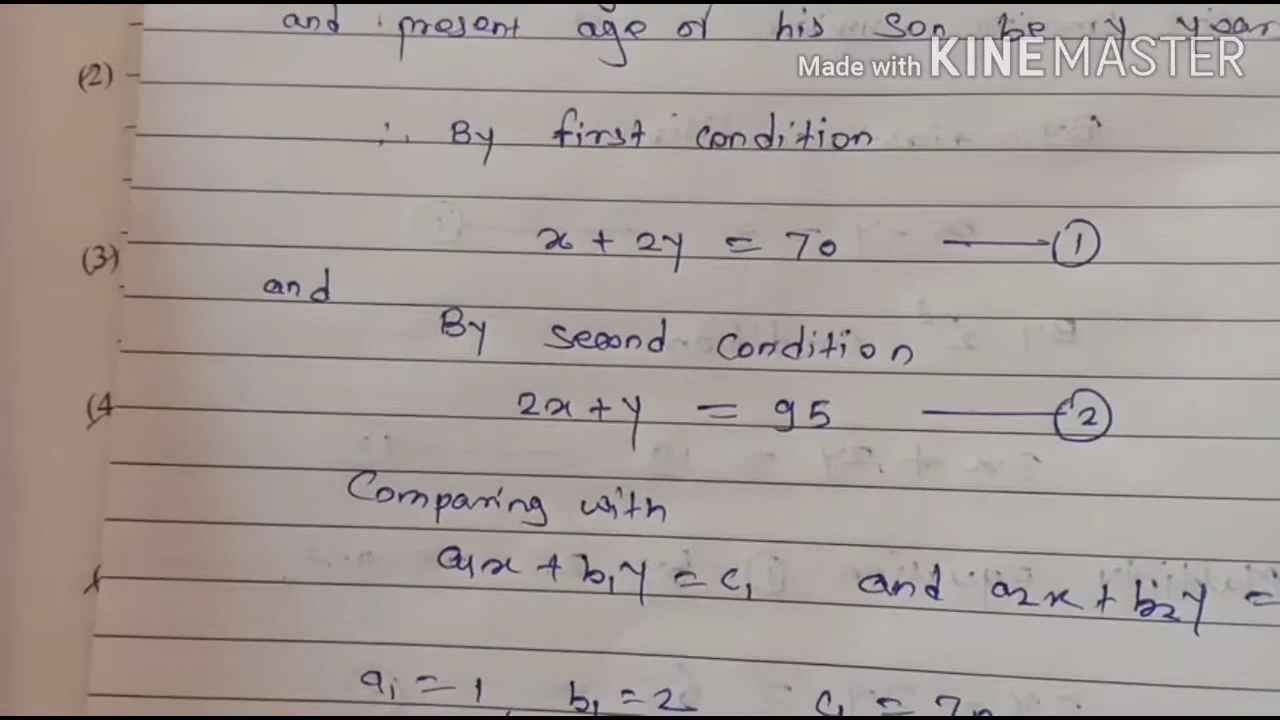 and present age of his son be y year
Made with KINEMASTER
(2)
∴ By first condition
x + 2y = 70 — 1
(3)
and
By second condition
(4
2x + y = 95 — 2
Comparing with
a1x + b1y = c1 and a2x + b2y =
a1 = 1 b1 = 2 c1 = 70